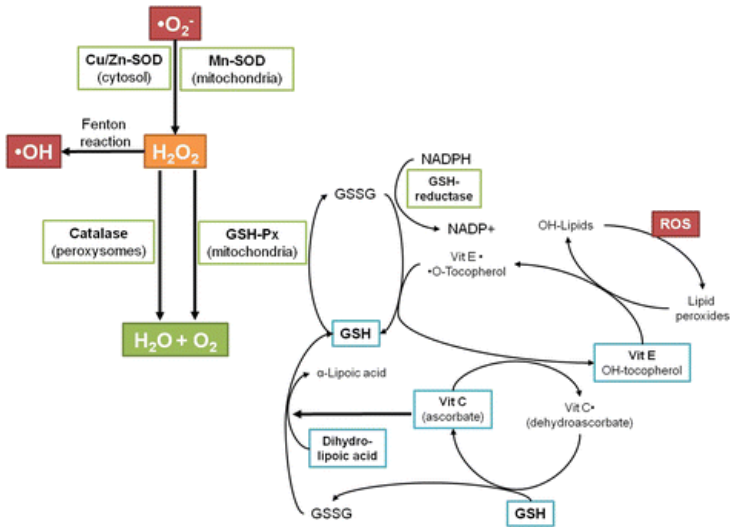 •O₂⁻
Cu/Zn-SOD
(cytosol)
Mn-SOD
(mitochondria)
Fenton
reaction
•OH
H₂O₂
Catalase
(peroxysomes)
GSH-Px
(mitochondria)
H₂O + O₂
NADPH
GSH-
reductase
NADP+
GSSG
Vit E •
•O-Tocopherol
OH-Lipids
ROS
Lipid
peroxides
GSH
Vit E
OH-tocopherol
α-Lipoic acid
Vit C
(ascorbate)
Vit C•
(dehydroascorbate)
Dihydro-
lipoic acid
GSSG
GSH